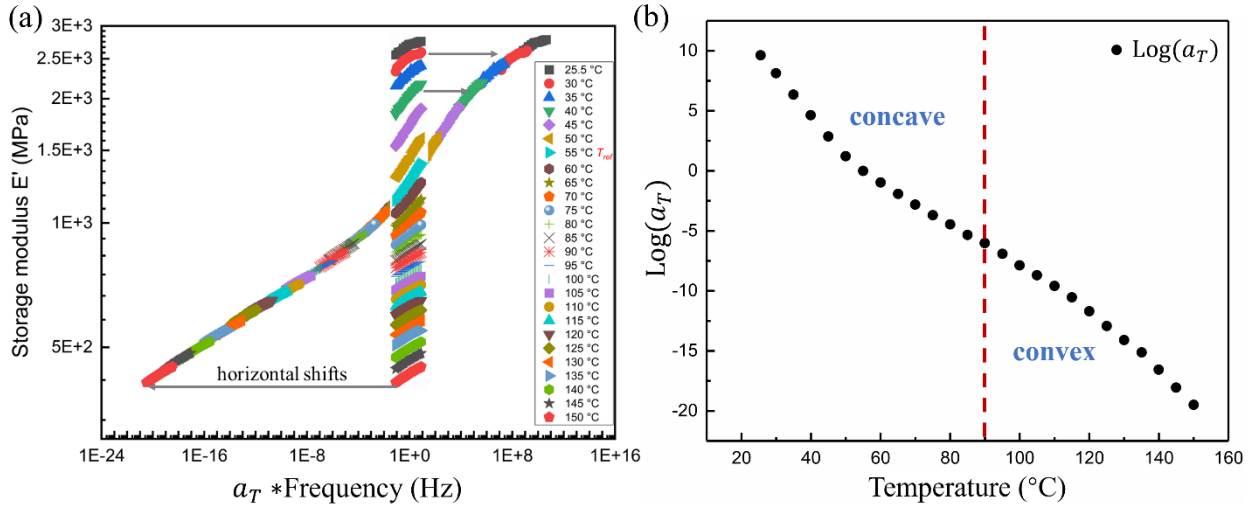 (a)
3E+3
2.5E+3
2E+3
1.5E+3
1E+3
5E+2
Storage modulus E' (MPa)
25.5 °C
30 °C
35 °C
40 °C
45 °C
50 °C
55 °C T_ref
60 °C
65 °C
70 °C
75 °C
80 °C
85 °C
90 °C
95 °C
100 °C
105 °C
110 °C
115 °C
120 °C
125 °C
130 °C
135 °C
140 °C
145 °C
150 °C
horizontal shifts
1E-24 1E-16 1E-8 1E+0 1E+8 1E+16
a_T *Frequency (Hz)
(b)
10
5
0
-5
-10
-15
-20
Log(a_T)
Log(a_T)
concave
convex
20 40 60 80 100 120 140 160
Temperature (°C)